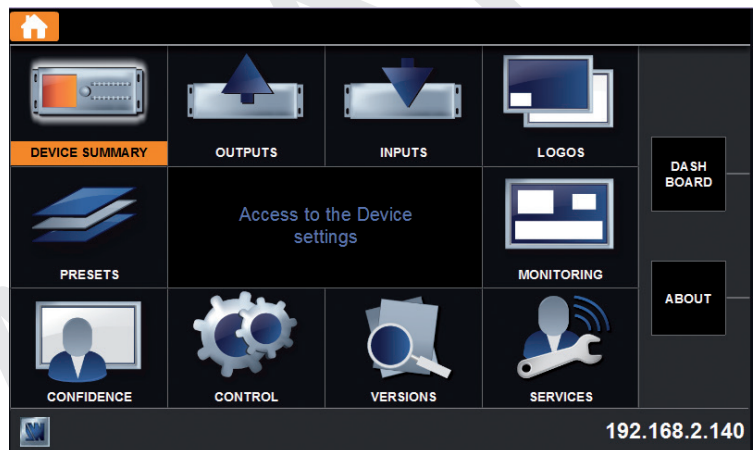 DEVICE SUMMARY
OUTPUTS
INPUTS
LOGOS
DASH
BOARD
PRESETS
Access to the Device
settings
MONITORING
ABOUT
CONFIDENCE
CONTROL
VERSIONS
SERVICES
192.168.2.140